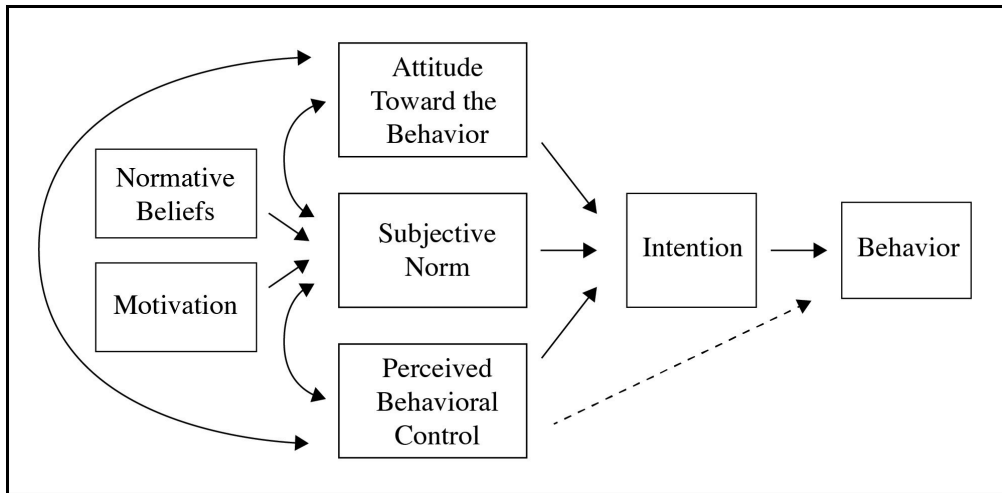 Attitude
Toward the
Behavior
Normative
Beliefs
Subjective
Norm
Intention
Behavior
Motivation
Perceived
Behavioral
Control